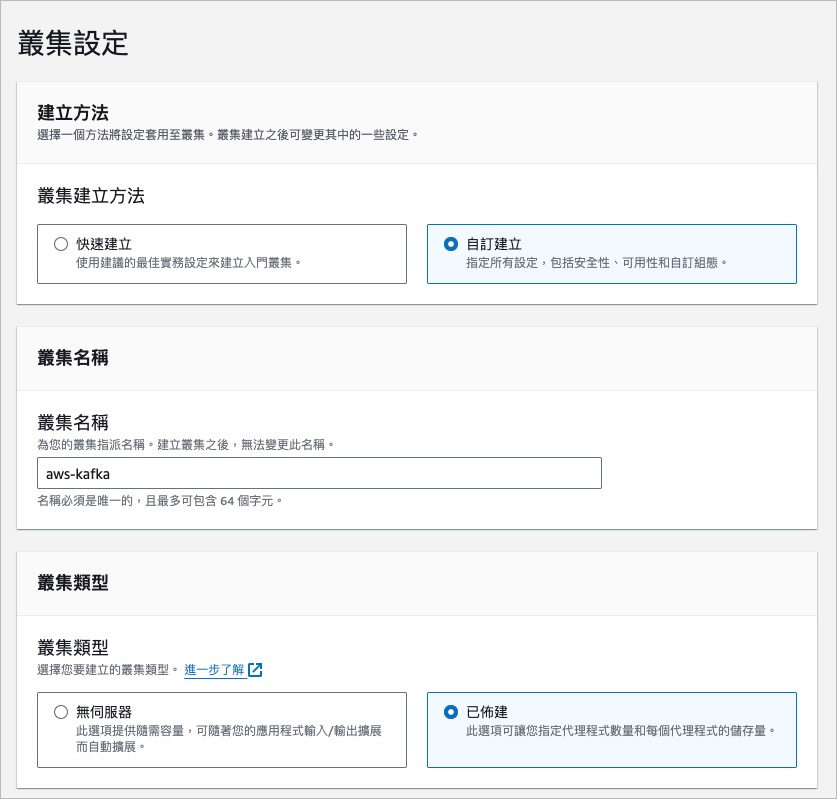 叢集設定
建立方法
選擇一個方法將設定套用至叢集。叢集建立之後可變更其中的一些設定。
叢集建立方法
快速建立
使用建議的最佳實務設定來建立入門叢集。
自訂建立
指定所有設定，包括安全性、可用性和自訂組態。
叢集名稱
叢集名稱
為您的叢集指派名稱。建立叢集之後，無法變更此名稱。
aws-kafka
名稱必須是唯一的，且最多可包含 64 個字元。
叢集類型
叢集類型
選擇您要建立的叢集類型。 進一步了解
無伺服器
此選項提供隨需容量，可隨著您的應用程式輸入/輸出擴展
而自動擴展。
已佈建
此選項可讓您指定代理程式數量和每個代理程式的儲存量。